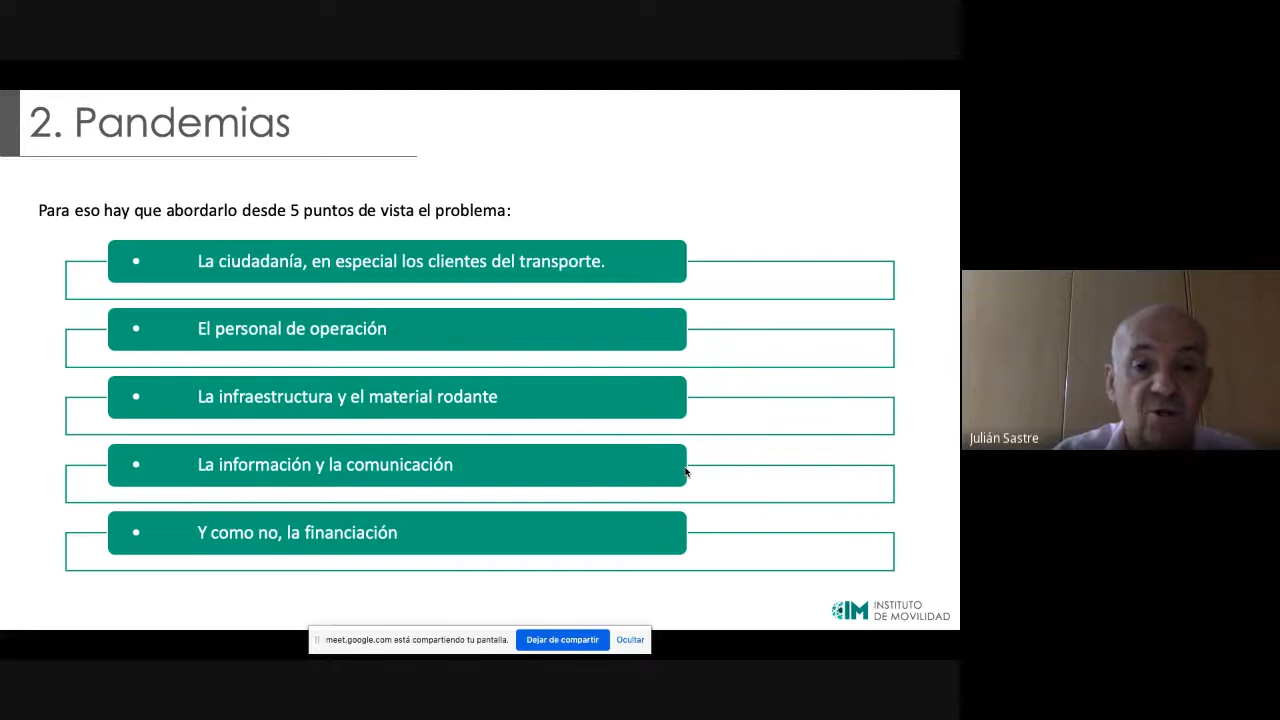 2. Pandemias
Para eso hay que abordarlo desde 5 puntos de vista el problema:
• La ciudadanía, en especial los clientes del transporte.
• El personal de operación
• La infraestructura y el material rodante
• La información y la comunicación
• Y como no, la financiación
IM INSTITUTO
DE MOVILIDAD
meet.google.com está compartiendo tu pantalla. Dejar de compartir Ocultar
Julián Sastre